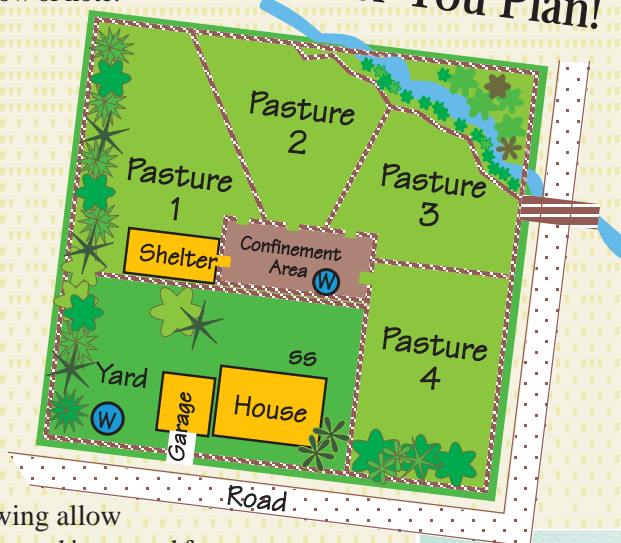 You Plan!
Pasture
2
Pasture
1
Pasture
3
Shelter
Confinement
Area
W
Pasture
4
ss
Yard
W
Garage
House
Road
wing allow